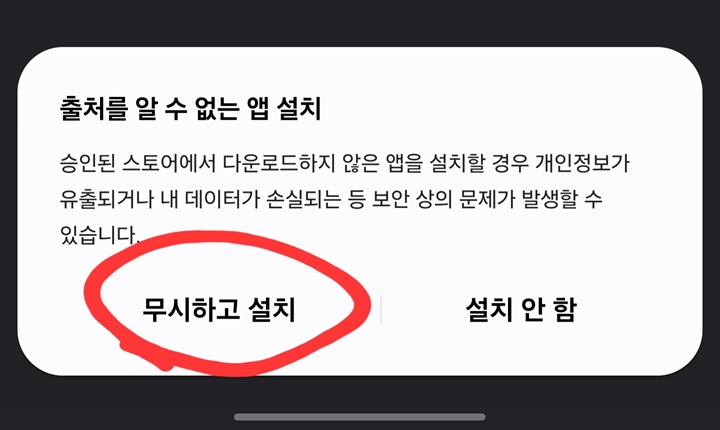 출처를 알 수 없는 앱 설치
승인된 스토어에서 다운로드하지 않은 앱을 설치할 경우 개인정보가
유출되거나 내 데이터가 손실되는 등 보안 상의 문제가 발생할 수
있습니다.
무시하고 설치
설치 안 함